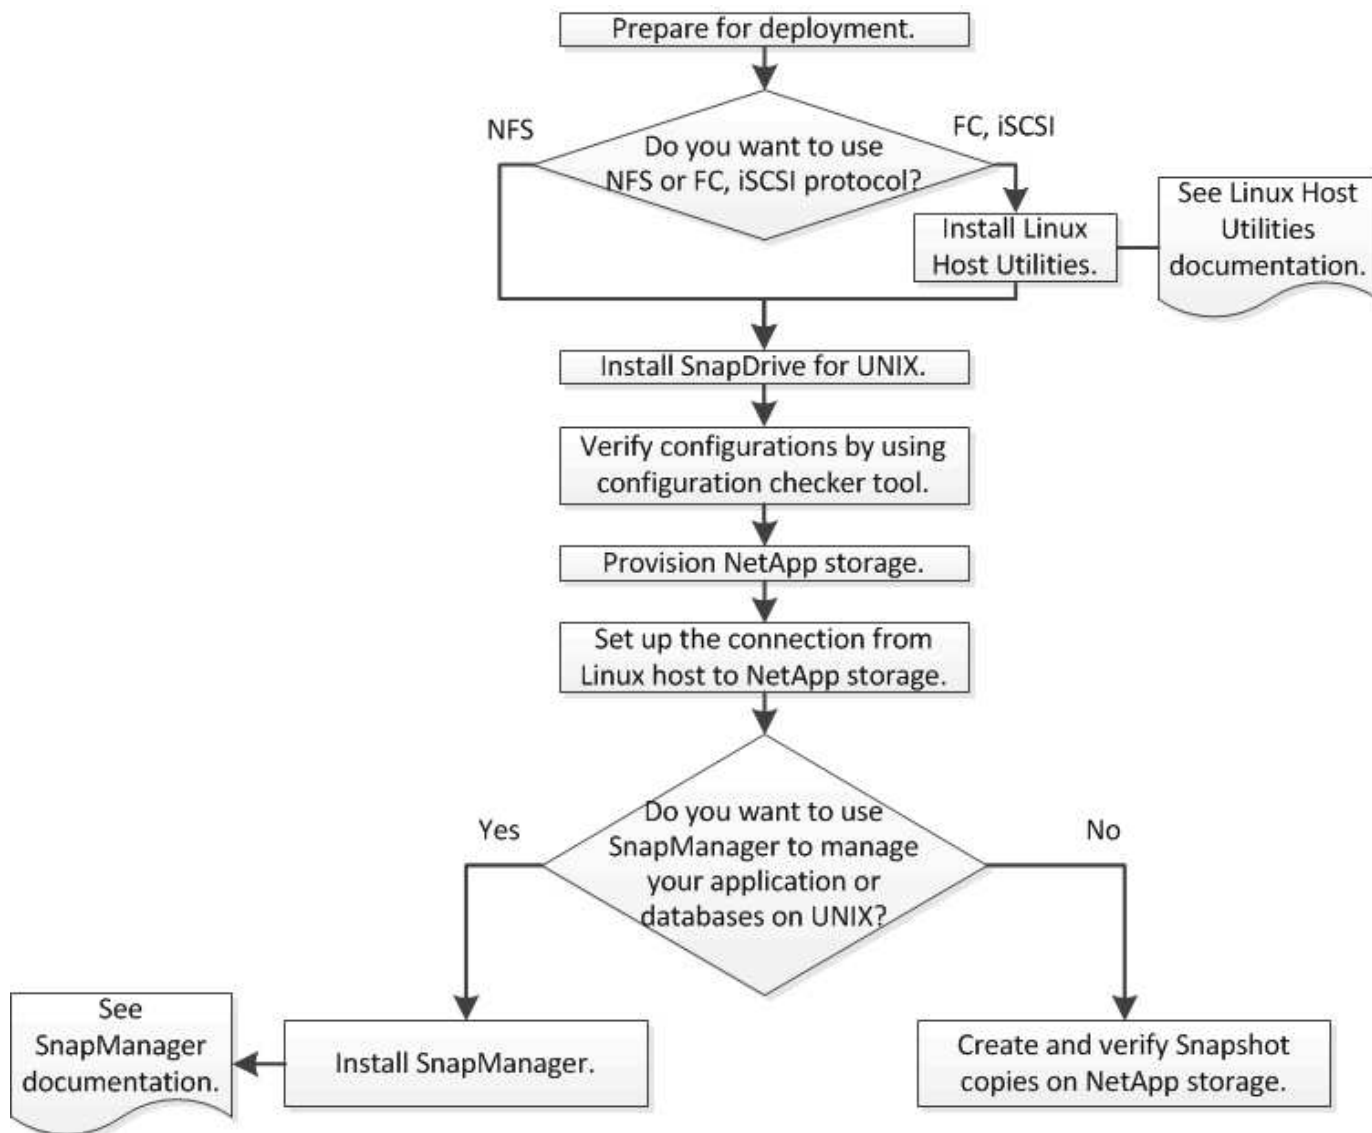 Prepare for deployment.
NFS
FC, iSCSI
Do you want to use
NFS or FC, iSCSI protocol?
Install Linux
Host Utilities.
See Linux Host
Utilities
documentation.
Install SnapDrive for UNIX.
Verify configurations by using
configuration checker tool.
Provision NetApp storage.
Set up the connection from
Linux host to NetApp storage.
Yes
No
Do you want to use
SnapManager to manage
your application or
databases on UNIX?
See
SnapManager
documentation.
Install SnapManager.
Create and verify Snapshot
copies on NetApp storage.